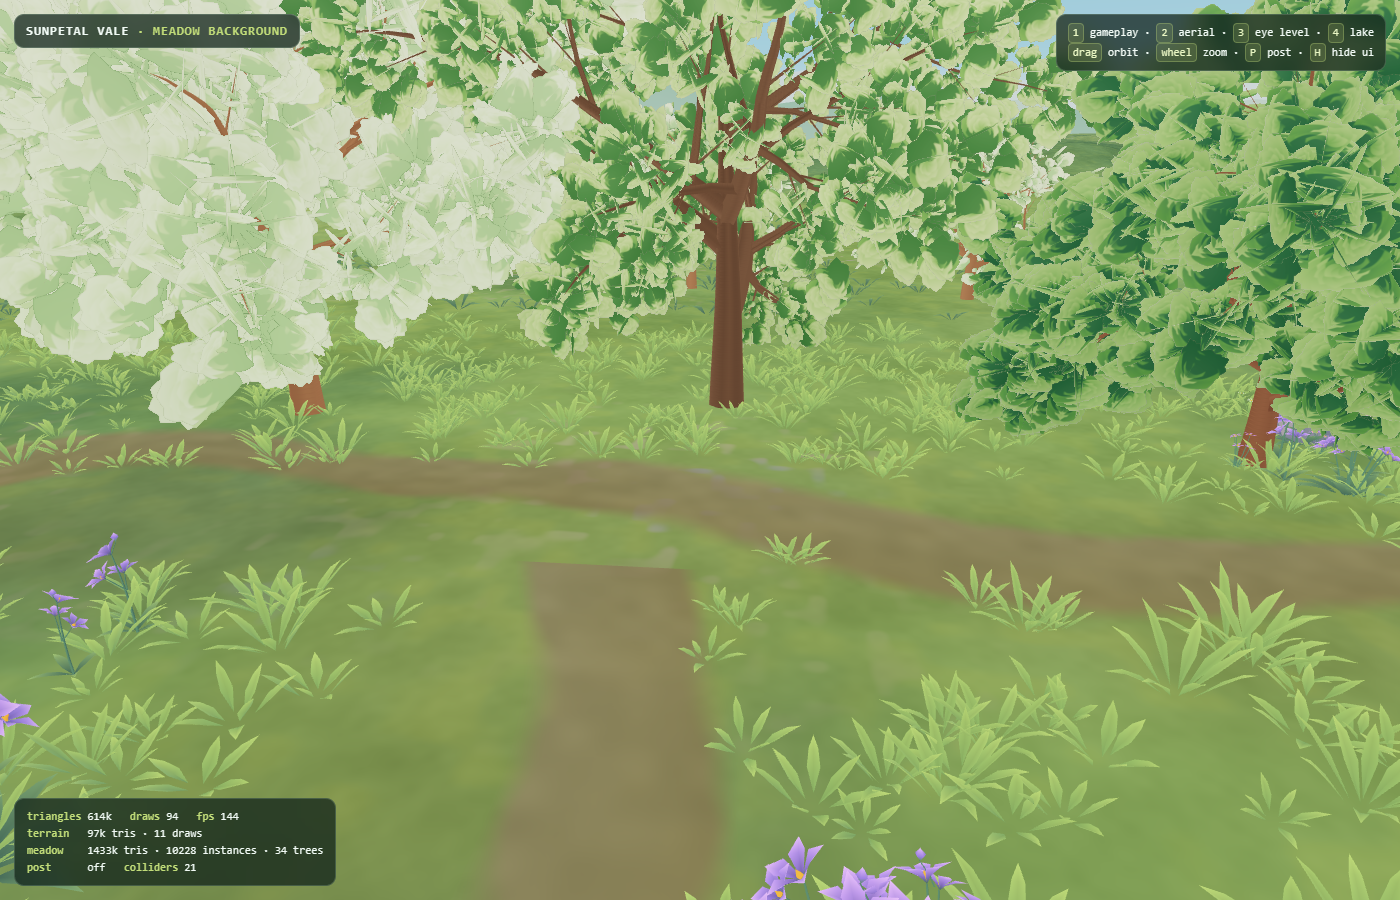 SUNPETAL VALE · MEADOW BACKGROUND
1 gameplay · 2 aerial · 3 eye level · 4 lake
drag orbit · wheel zoom · P post · H hide ui
triangles 614k draws 94 fps 144
terrain 97k tris · 11 draws
meadow 1433k tris · 10228 instances · 34 trees
post off colliders 21